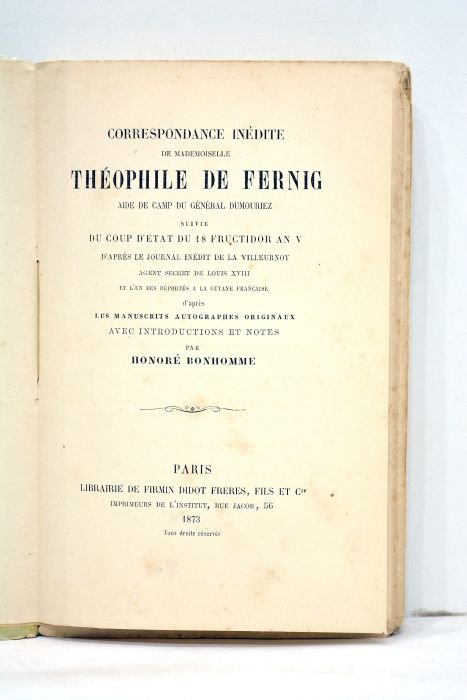 CORRESPONDANCE INÉDITE
DE MADEMOISELLE
THÉOPHILE DE FERNIG
AIDE DE CAMP DU GÉNÉRAL DUMOURIEZ
SUIVIE
DU COUP D'ÉTAT DU 18 FRUCTIDOR AN V
D'APRÈS LE JOURNAL INÉDIT DE LA VILLEURNOY
AGENT SECRET DE LOUIS XVIII
ET L'UN DES DÉPORTÉS A LA GUYANE FRANÇAISE
d'après
LES MANUSCRITS AUTOGRAPHES ORIGINAUX
AVEC INTRODUCTIONS ET NOTES
PAR
HONORÉ BONHOMME
PARIS
LIBRAIRIE DE FIRMIN DIDOT FRÈRES, FILS ET Cie
IMPRIMEURS DE L'INSTITUT, RUE JACOB, 56
1873
Tous droits réservés